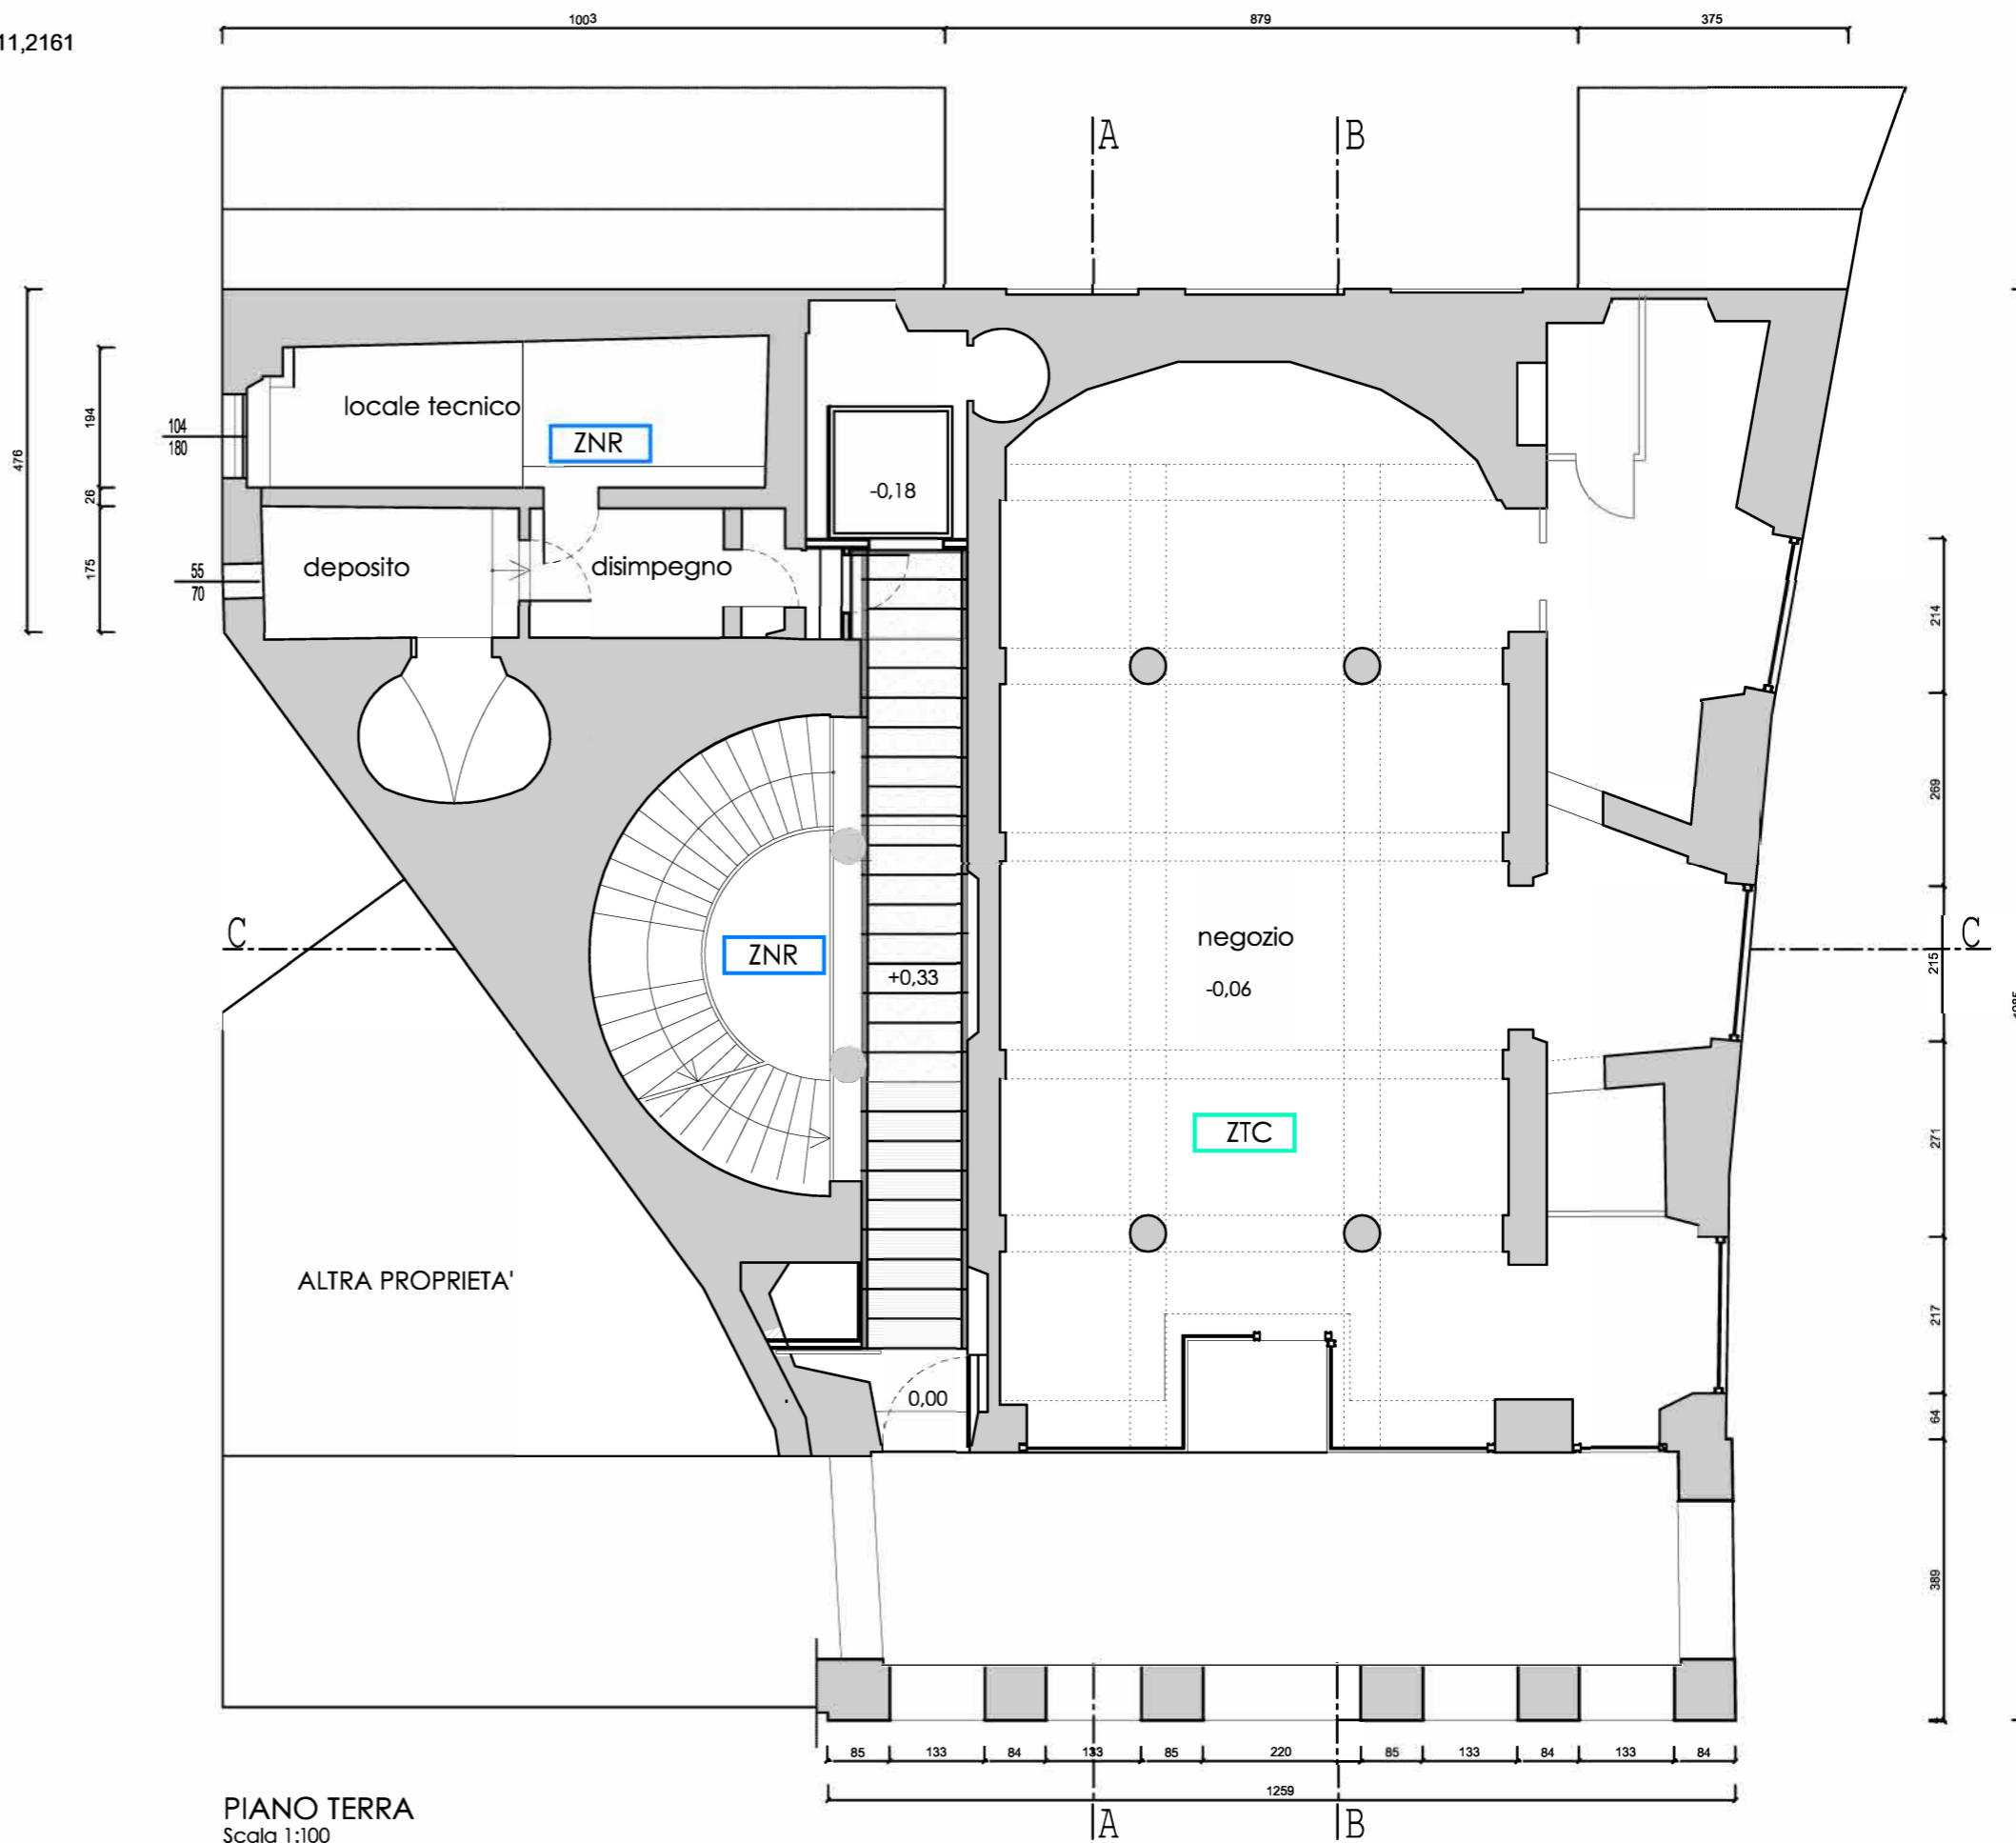 1003 879 375
11,2161
A B
194
104
180
locale tecnico
ZNR
476
-0,18
26
175
55
70
deposito
disimpegno
214
269
negozio
C C
ZNR
215
+0,33
-0,06
ZTC
271
ALTRA PROPRIETA'
217
0,00
64
389
85 133 84 133 85 220 85 133 84 133 84
1259
A B
PIANO TERRA
Scala 1:100